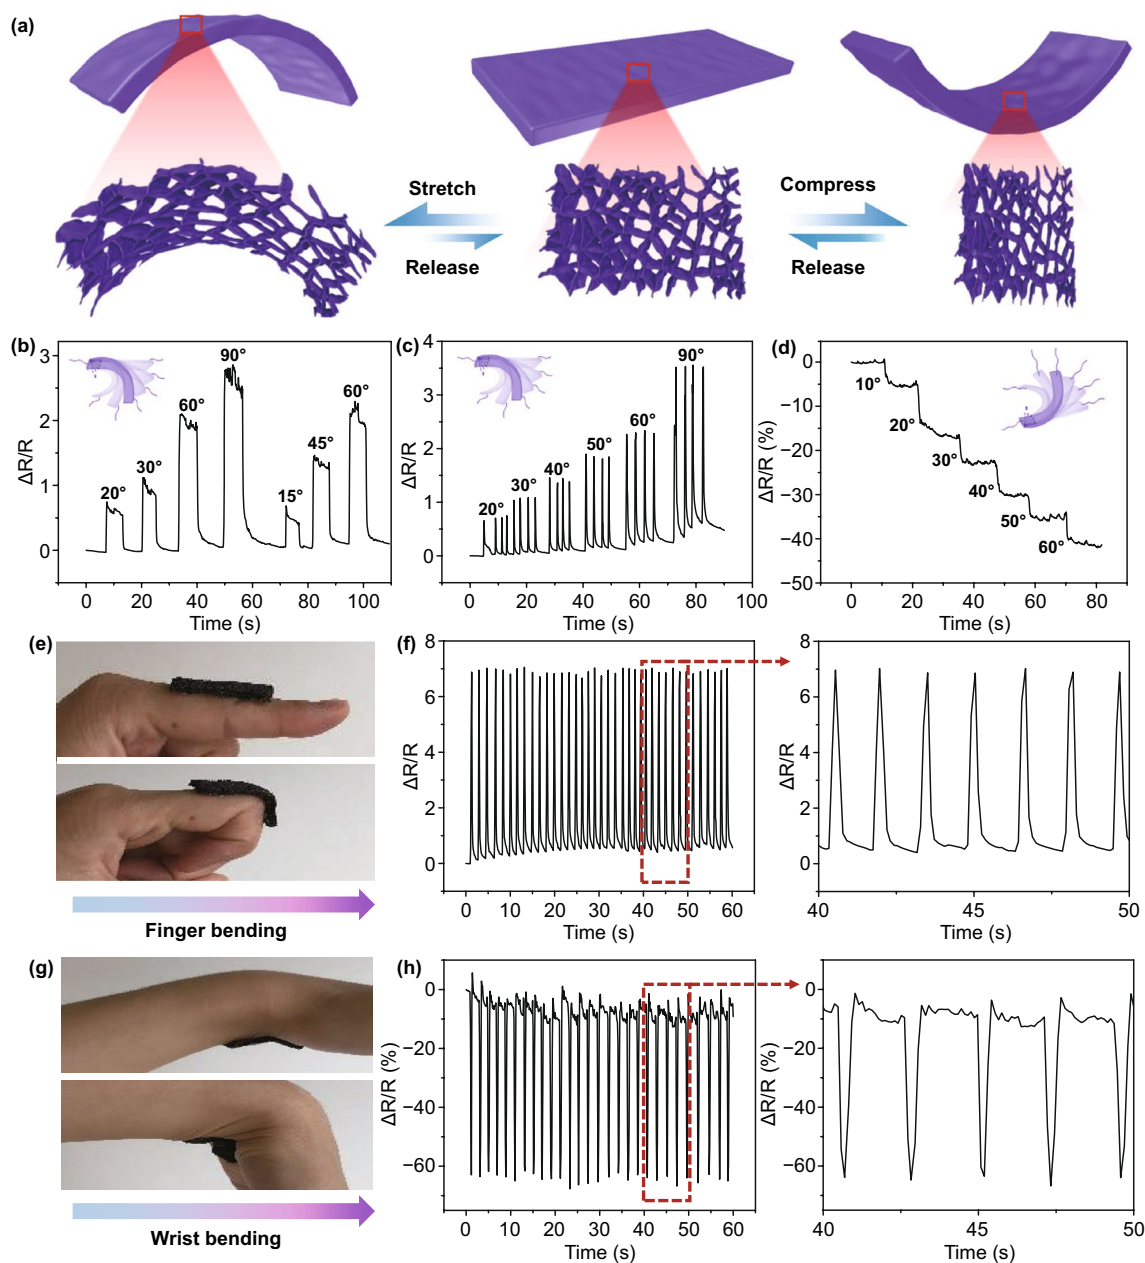 (a)
Stretch
Release
Compress
Release
(b)
ΔR/R
3
2
1
0
20°
30°
60°
90°
15°
45°
60°
0 20 40 60 80 100
Time (s)
(c)
ΔR/R
4
3
2
1
0
20°
30°
40°
50°
60°
90°
0 20 40 60 80 100
Time (s)
(d)
ΔR/R (%)
0
−10
−20
−30
−40
−50
10°
20°
30°
40°
50°
60°
0 20 40 60 80
Time (s)
(e)
Finger bending
(f)
ΔR/R
8
6
4
2
0
0 10 20 30 40 50 60
Time (s)
ΔR/R
8
6
4
2
0
40 45 50
Time (s)
(g)
Wrist bending
(h)
ΔR/R (%)
0
−20
−40
−60
0 10 20 30 40 50 60
Time (s)
ΔR/R (%)
0
−20
−40
−60
40 45 50
Time (s)